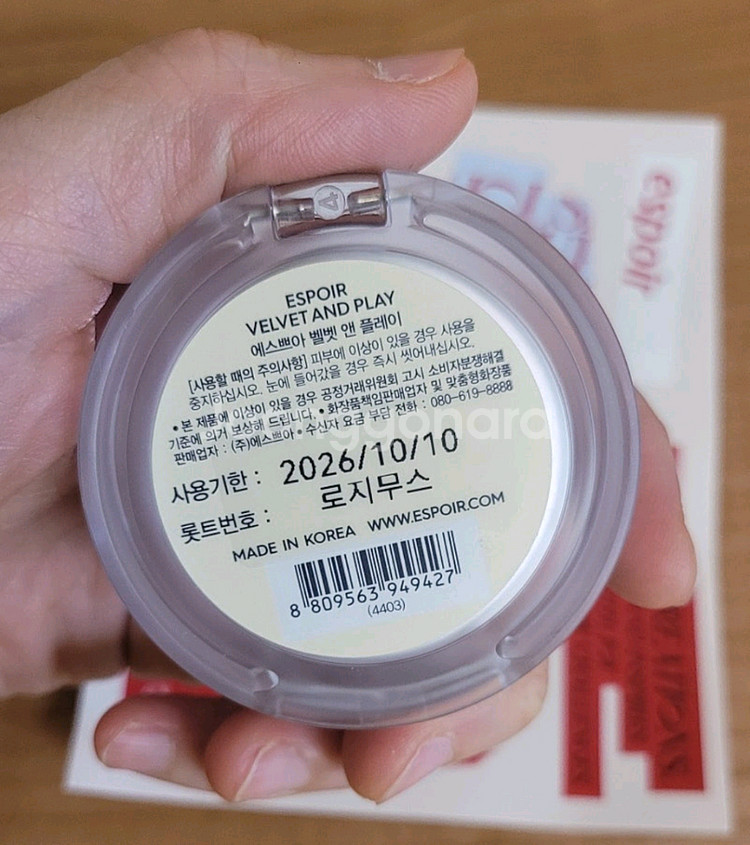 4
espoir
ESPOIR
VELVET AND PLAY
에스쁘아 벨벳 앤 플레이
[사용할 때의 주의사항] 피부에 이상이 있을 경우 사용을
중지하십시오. 눈에 들어갔을 경우 즉시 씻어내십시오.
• 본 제품에 이상이 있을 경우 공정거래위원회 고시 소비자분쟁해결
기준에 의거 보상해 드립니다. • 화장품책임판매업자 및 맞춤형화장품
판매업자 : (주)에스쁘아 • 수신자 요금 부담 전화 : 080-619-8888
사용기한 : 2026/10/10
롯트번호 : 로지무스
MADE IN KOREA WWW.ESPOIR.COM
8 809563 949427
(4403)